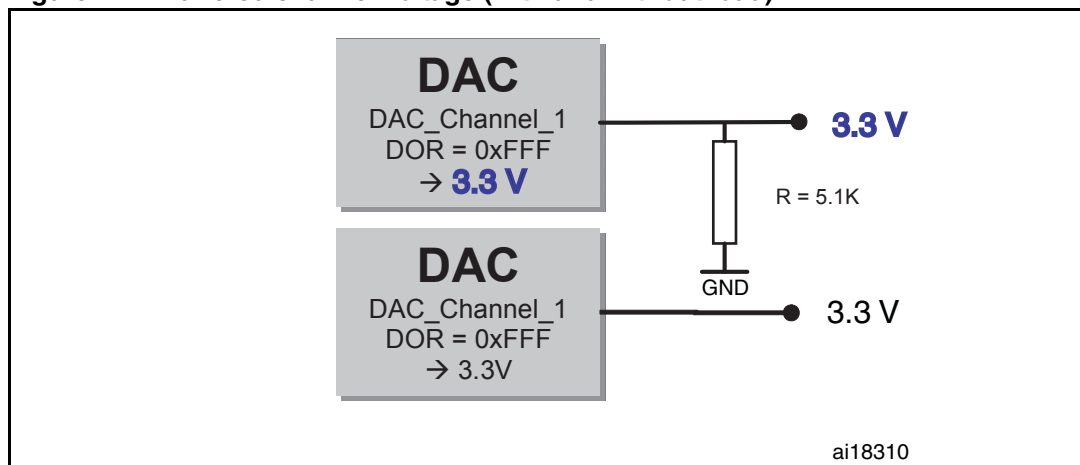 DAC
DAC_Channel_1
DOR = 0xFFF
→ 3.3 V
3.3 V
R = 5.1K
GND
DAC
DAC_Channel_1
DOR = 0xFFF
→ 3.3V
3.3 V
ai18310